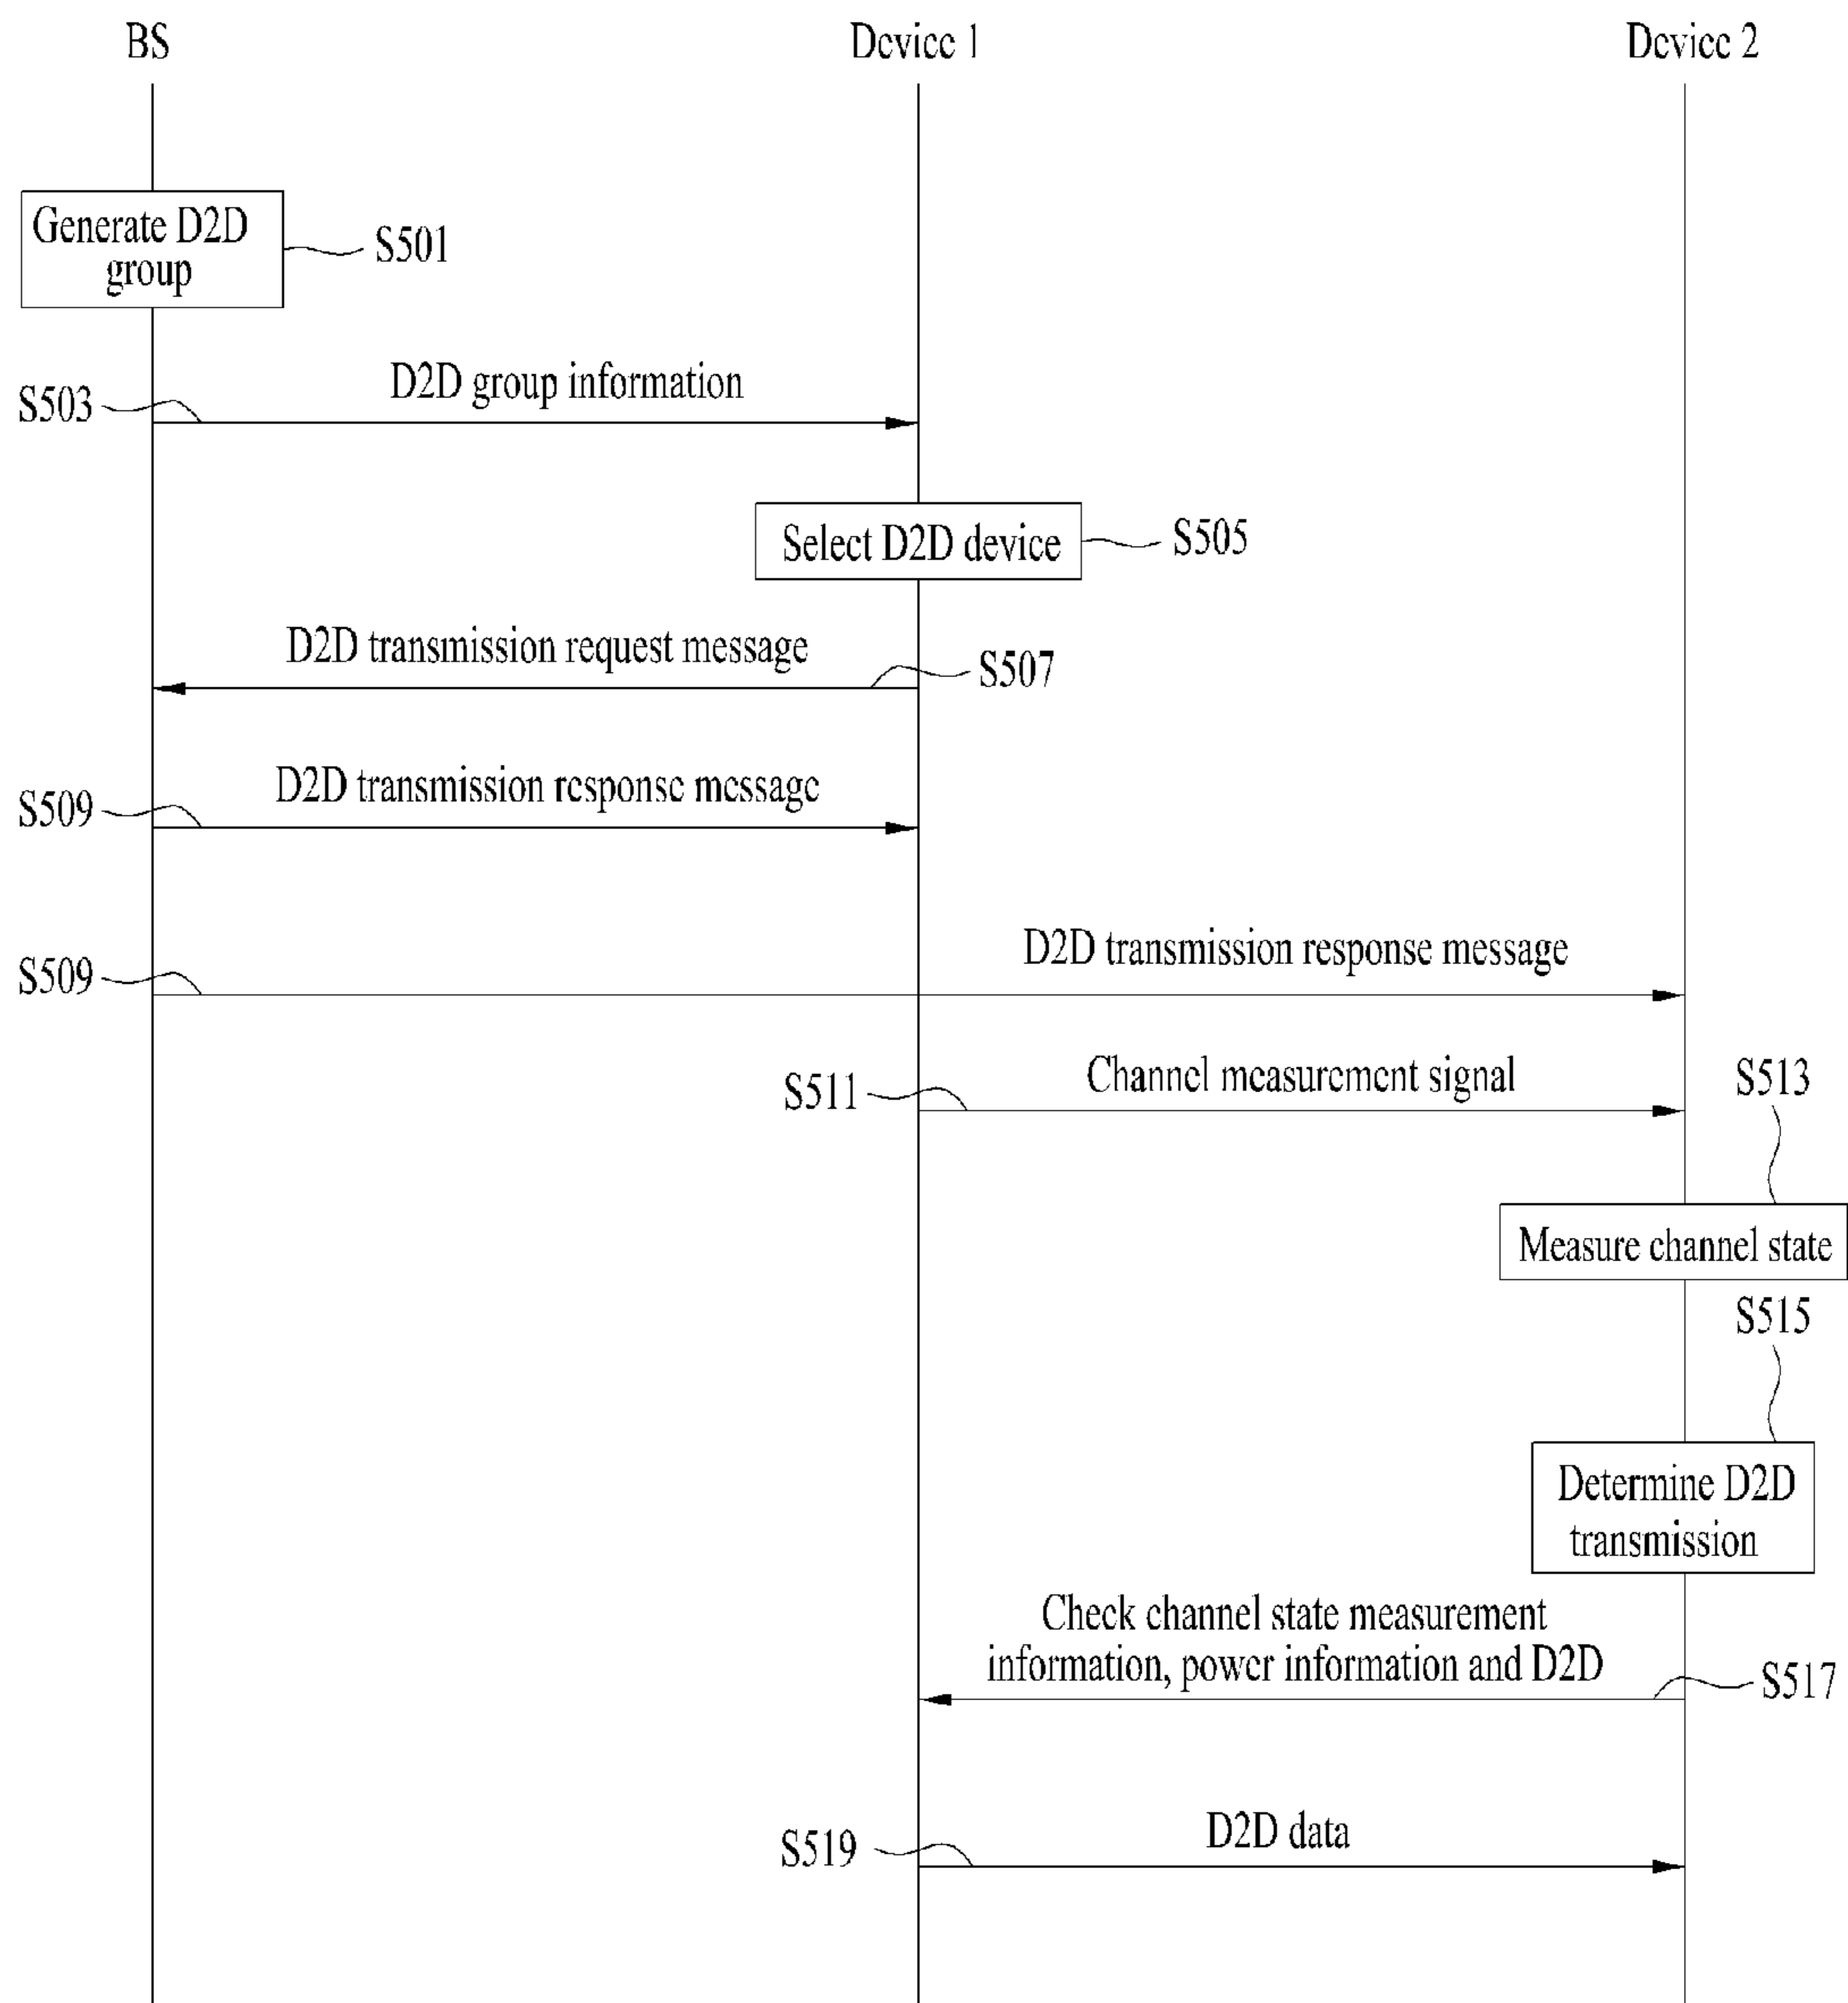 BS
Device 1
Device 2
Generate D2D
group
S501
D2D group information
S503
Select D2D device
S505
D2D transmission request message
S507
D2D transmission response message
S509
D2D transmission response message
S509
Channel measurement signal
S511
S513
Measure channel state
S515
Determine D2D
transmission
Check channel state measurement
information, power information and D2D
S517
D2D data
S519